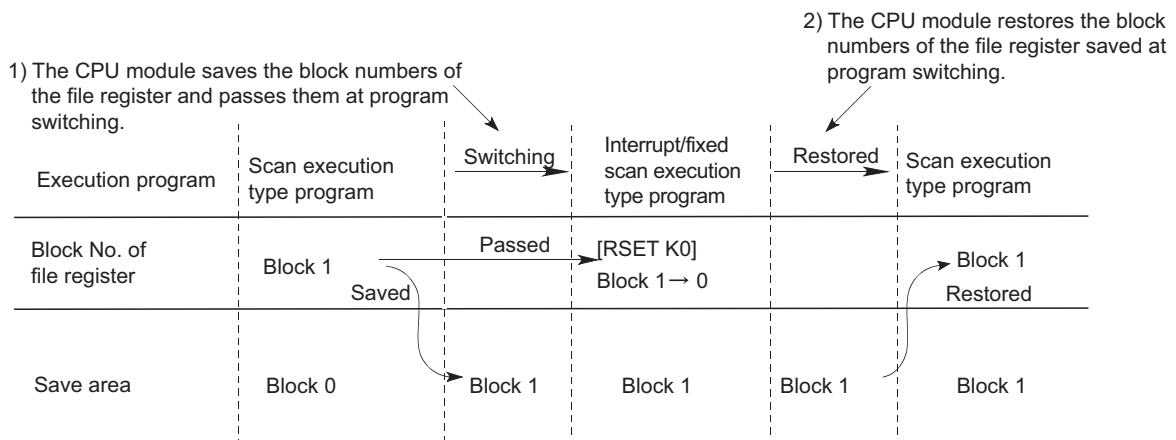 2) The CPU module restores the block
numbers of the file register saved at
program switching.
1) The CPU module saves the block numbers of
the file register and passes them at program
switching.
Execution program
Scan execution
type program
Switching
Interrupt/fixed
scan execution
type program
Restored
Scan execution
type program
Block No. of
file register
Block 1
Saved
Passed
[RSET K0]
Block 1→ 0
Block 1
Restored
Save area
Block 0
Block 1
Block 1
Block 1
Block 1